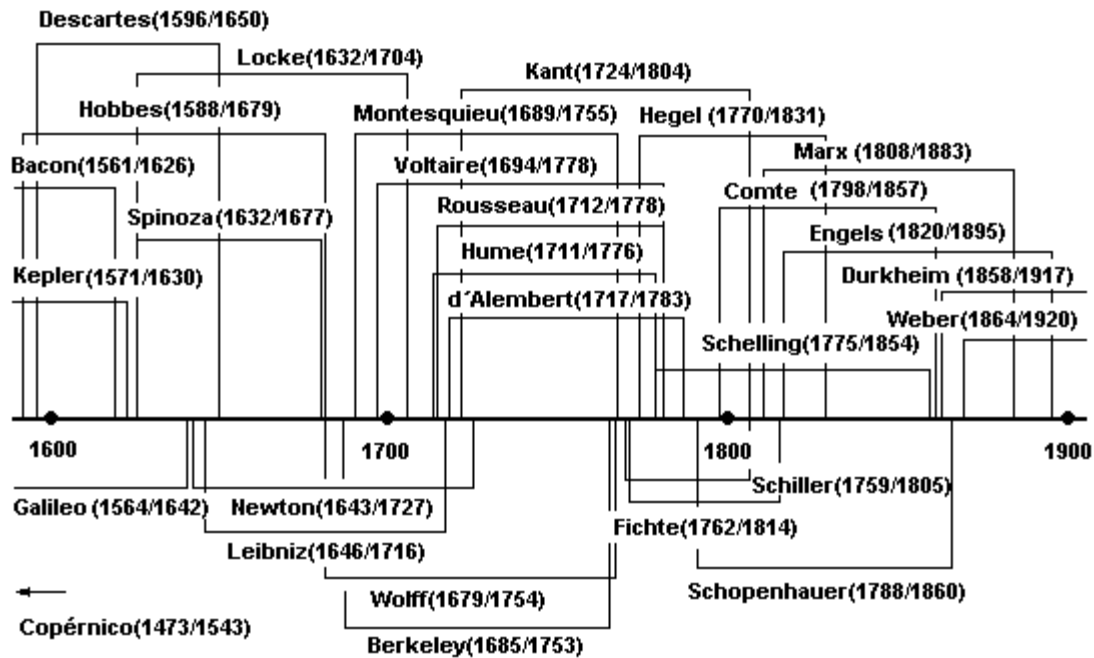 Descartes(1596/1650)
Locke(1632/1704)
Kant(1724/1804)
Hobbes(1588/1679)
Montesquieu(1689/1755)
Hegel (1770/1831)
Bacon(1561/1626)
Voltaire(1694/1778)
Marx (1808/1883)
Comte (1798/1857)
Spinoza(1632/1677)
Rousseau(1712/1778)
Engels (1820/1895)
Kepler(1571/1630)
Hume(1711/1776)
Durkheim (1858/1917)
d´Alembert(1717/1783)
Weber(1864/1920)
Schelling(1775/1854)
1600
1700
1800
1900
Galileo (1564/1642)
Newton(1643/1727)
Schiller(1759/1805)
Leibniz(1646/1716)
Fichte(1762/1814)
Wolff(1679/1754)
Schopenhauer(1788/1860)
Copérnico(1473/1543)
Berkeley(1685/1753)